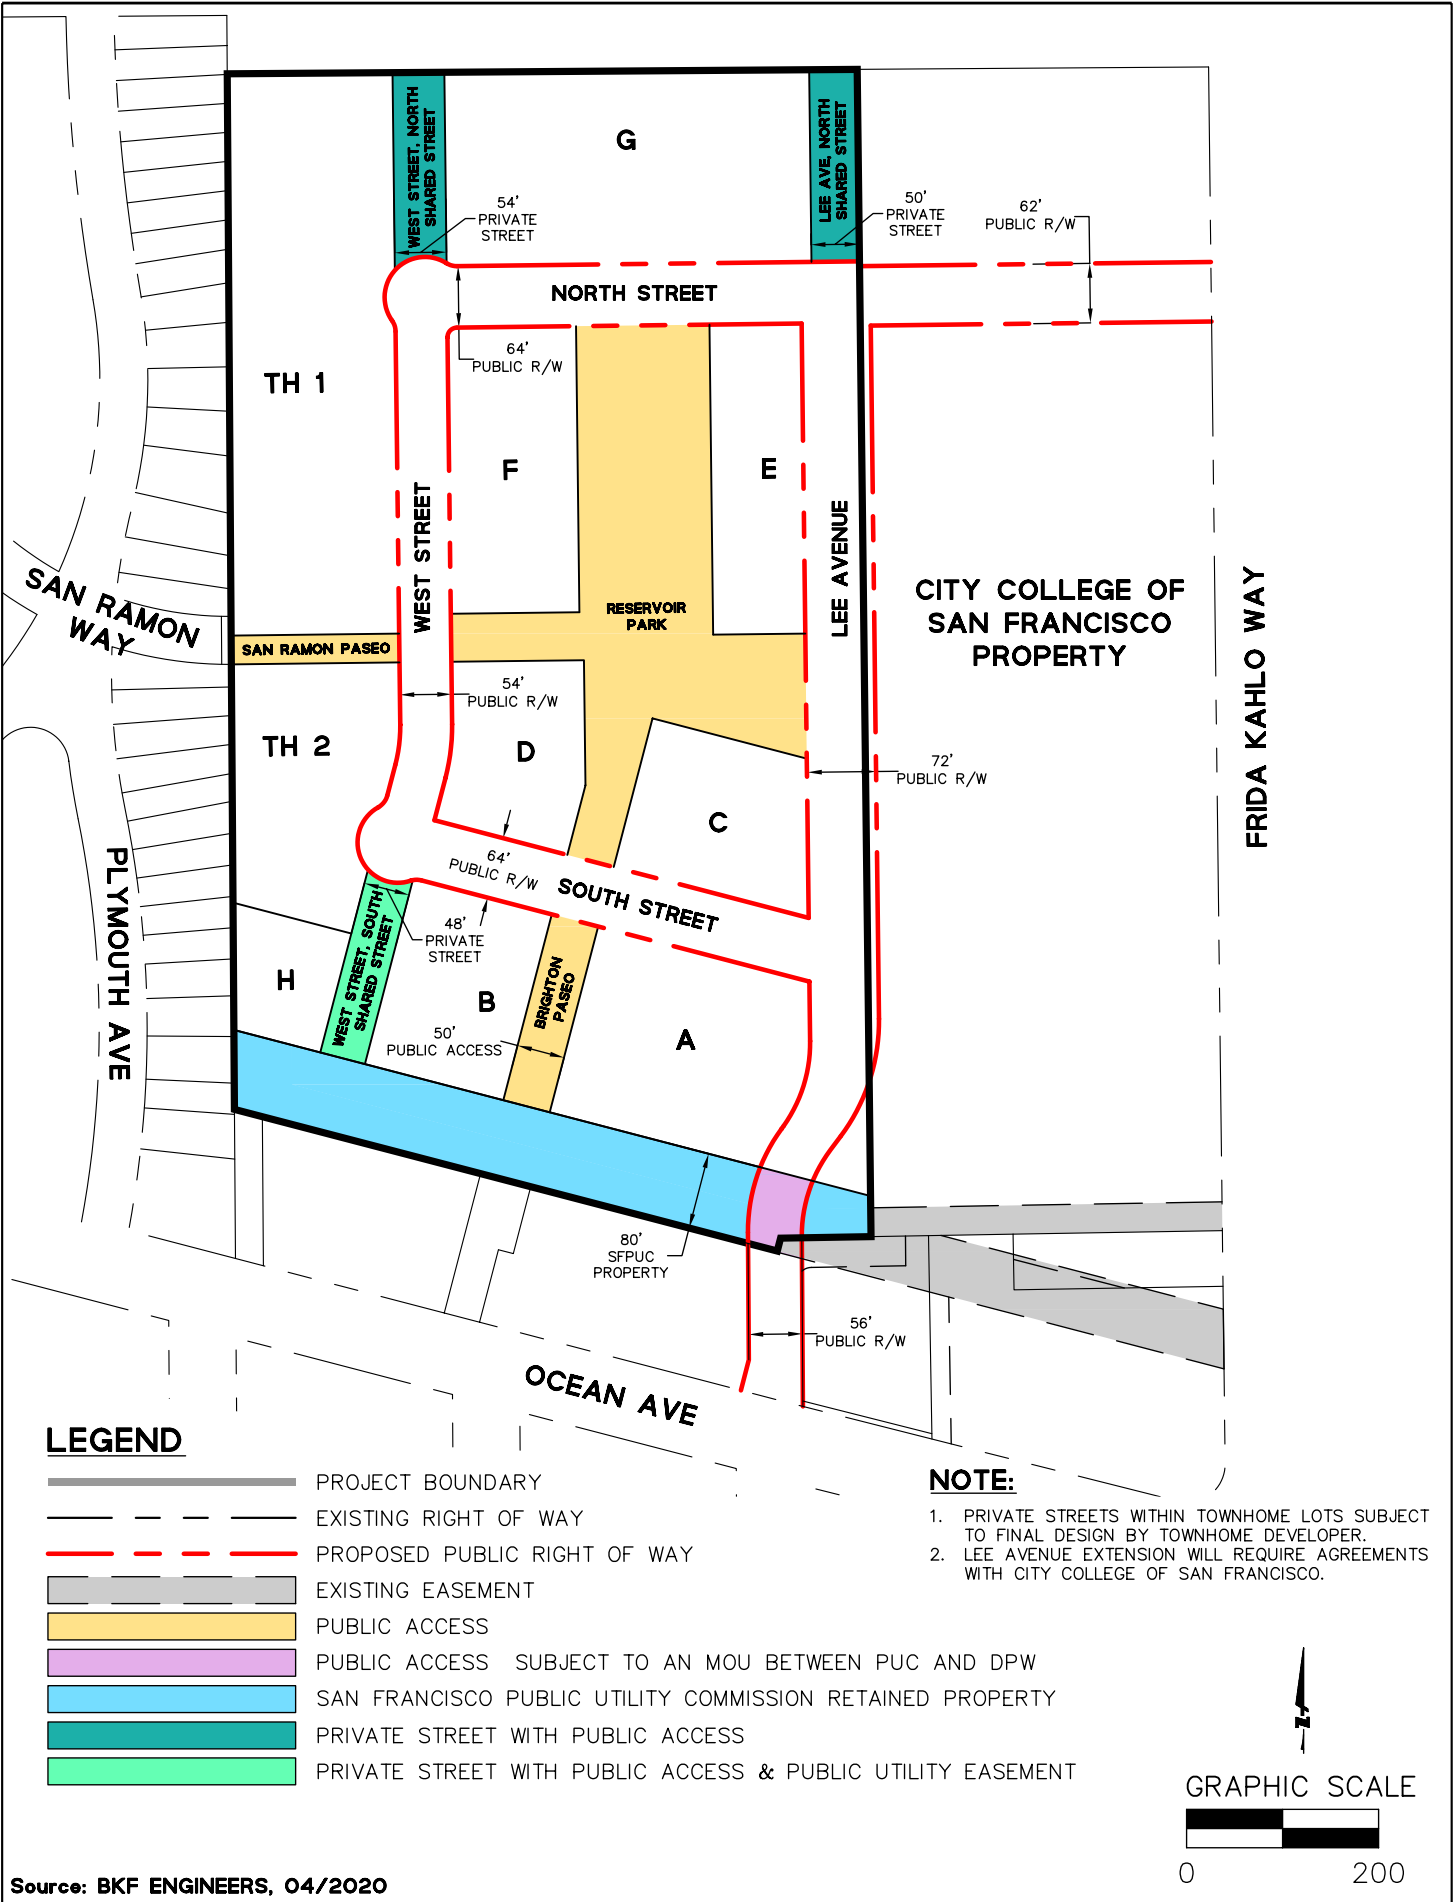 WEST STREET, NORTH
SHARED STREET
G
LEE AVE, NORTH
SHARED STREET
54'
PRIVATE
STREET
50'
PRIVATE
STREET
62'
PUBLIC R/W
NORTH STREET
64'
PUBLIC R/W
TH 1
F
E
WEST STREET
LEE AVENUE
SAN RAMON
WAY
SAN RAMON PASEO
RESERVOIR
PARK
CITY COLLEGE OF
SAN FRANCISCO
PROPERTY
FRIDA KAHLO WAY
54'
PUBLIC R/W
TH 2
D
72'
PUBLIC R/W
C
PLYMOUTH AVE
64'
PUBLIC R/W
SOUTH STREET
48'
PRIVATE
STREET
WEST STREET, SOUTH
SHARED STREET
H
B
BRIGHTON
PASEO
A
50'
PUBLIC ACCESS
80'
SFPUC
PROPERTY
56'
PUBLIC R/W
OCEAN AVE
LEGEND
PROJECT BOUNDARY
EXISTING RIGHT OF WAY
PROPOSED PUBLIC RIGHT OF WAY
EXISTING EASEMENT
PUBLIC ACCESS
PUBLIC ACCESS SUBJECT TO AN MOU BETWEEN PUC AND DPW
SAN FRANCISCO PUBLIC UTILITY COMMISSION RETAINED PROPERTY
PRIVATE STREET WITH PUBLIC ACCESS
PRIVATE STREET WITH PUBLIC ACCESS & PUBLIC UTILITY EASEMENT
NOTE:
1. PRIVATE STREETS WITHIN TOWNHOME LOTS SUBJECT
TO FINAL DESIGN BY TOWNHOME DEVELOPER.
2. LEE AVENUE EXTENSION WILL REQUIRE AGREEMENTS
WITH CITY COLLEGE OF SAN FRANCISCO.
GRAPHIC SCALE
0 200
Source: BKF ENGINEERS, 04/2020